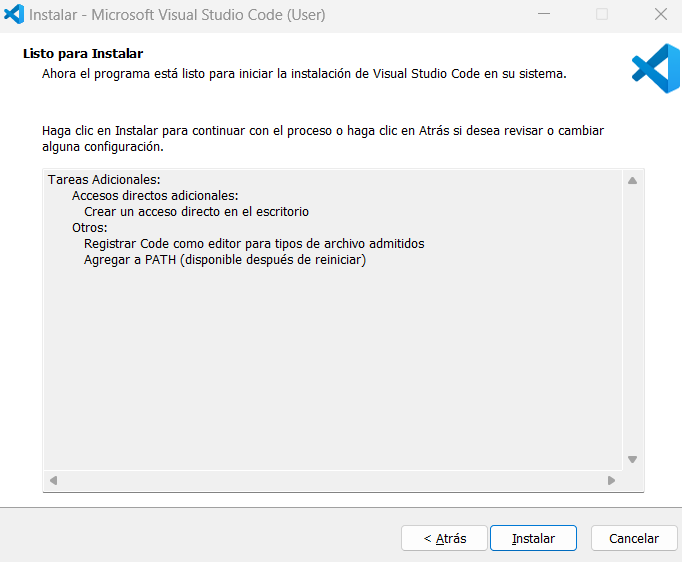 Instalar - Microsoft Visual Studio Code (User)
Listo para Instalar
Ahora el programa está listo para iniciar la instalación de Visual Studio Code en su sistema.
Haga clic en Instalar para continuar con el proceso o haga clic en Atrás si desea revisar o cambiar
alguna configuración.
Tareas Adicionales:
Accesos directos adicionales:
Crear un acceso directo en el escritorio
Otros:
Registrar Code como editor para tipos de archivo admitidos
Agregar a PATH (disponible después de reiniciar)
< Atrás
Instalar
Cancelar